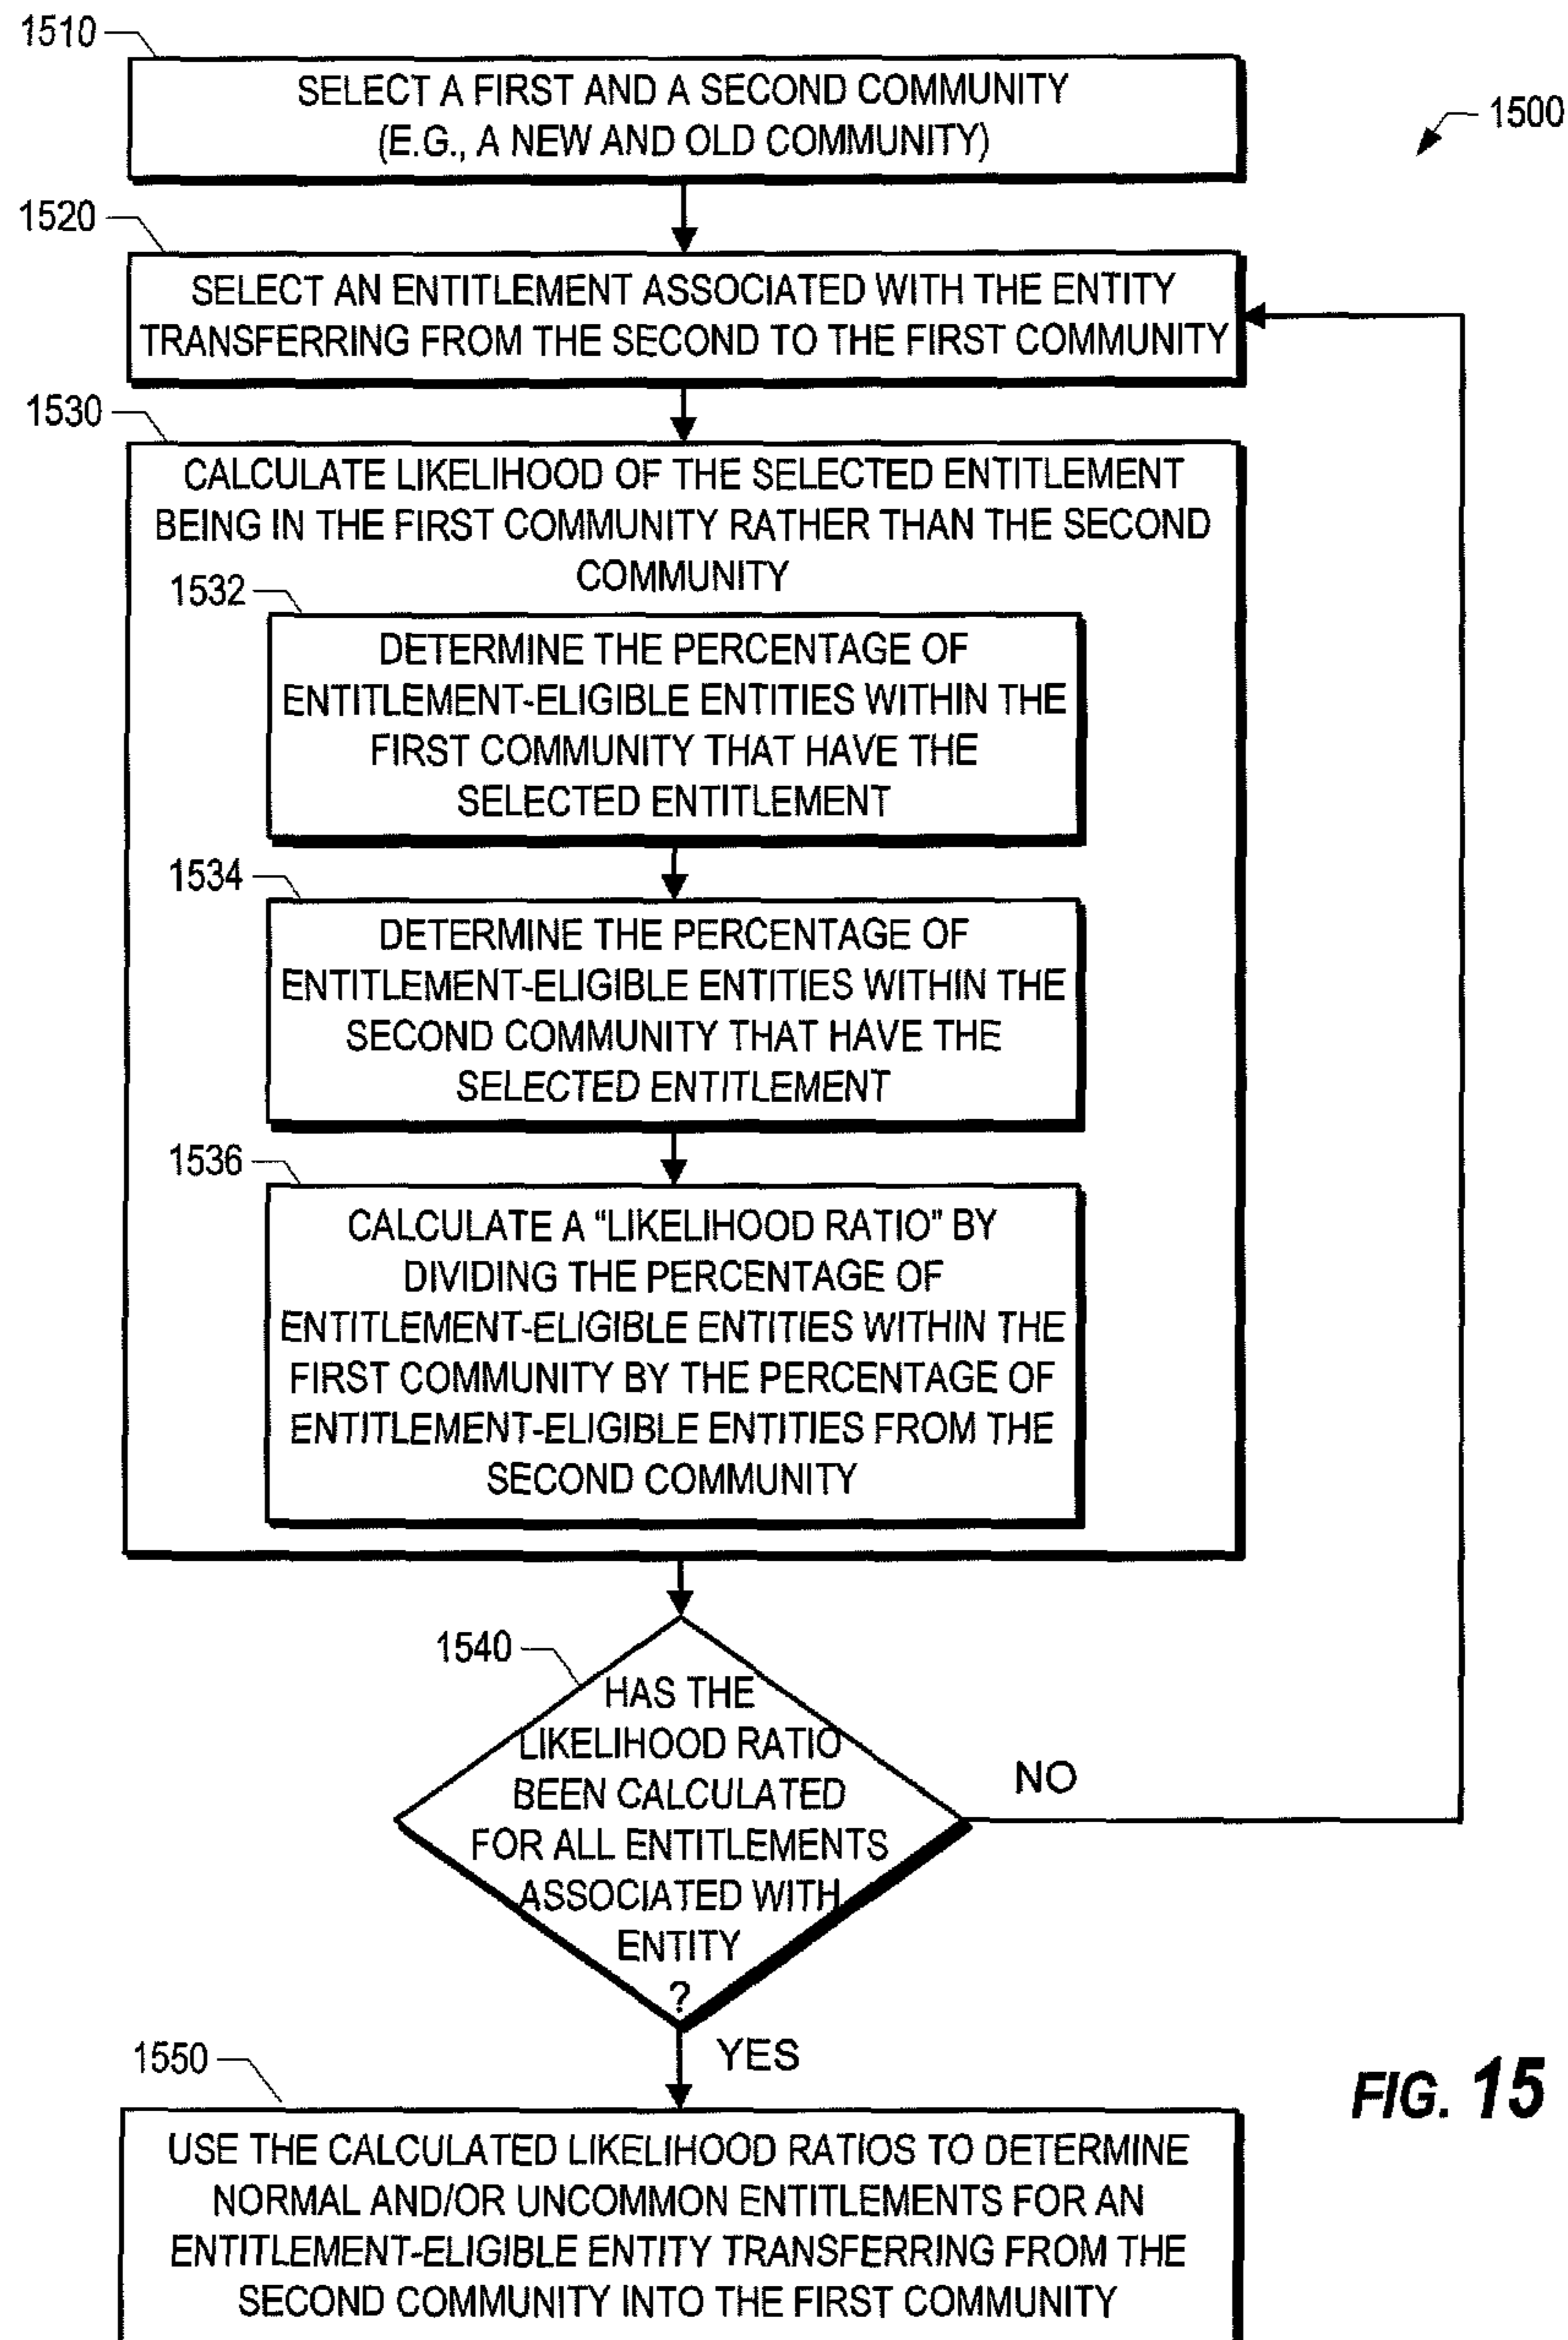 1510
SELECT A FIRST AND A SECOND COMMUNITY
(E.G., A NEW AND OLD COMMUNITY)
1500
1520
SELECT AN ENTITLEMENT ASSOCIATED WITH THE ENTITY
TRANSFERRING FROM THE SECOND TO THE FIRST COMMUNITY
1530
CALCULATE LIKELIHOOD OF THE SELECTED ENTITLEMENT
BEING IN THE FIRST COMMUNITY RATHER THAN THE SECOND
COMMUNITY
1532
DETERMINE THE PERCENTAGE OF
ENTITLEMENT-ELIGIBLE ENTITIES WITHIN THE
FIRST COMMUNITY THAT HAVE THE
SELECTED ENTITLEMENT
1534
DETERMINE THE PERCENTAGE OF
ENTITLEMENT-ELIGIBLE ENTITIES WITHIN THE
SECOND COMMUNITY THAT HAVE THE
SELECTED ENTITLEMENT
1536
CALCULATE A “LIKELIHOOD RATIO” BY
DIVIDING THE PERCENTAGE OF
ENTITLEMENT-ELIGIBLE ENTITIES WITHIN THE
FIRST COMMUNITY BY THE PERCENTAGE OF
ENTITLEMENT-ELIGIBLE ENTITIES FROM THE
SECOND COMMUNITY
1540
HAS THE
LIKELIHOOD RATIO
BEEN CALCULATED
FOR ALL ENTITLEMENTS
ASSOCIATED WITH
ENTITY
?
NO
YES
1550
USE THE CALCULATED LIKELIHOOD RATIOS TO DETERMINE
NORMAL AND/OR UNCOMMON ENTITLEMENTS FOR AN
ENTITLEMENT-ELIGIBLE ENTITY TRANSFERRING FROM THE
SECOND COMMUNITY INTO THE FIRST COMMUNITY
FIG. 15